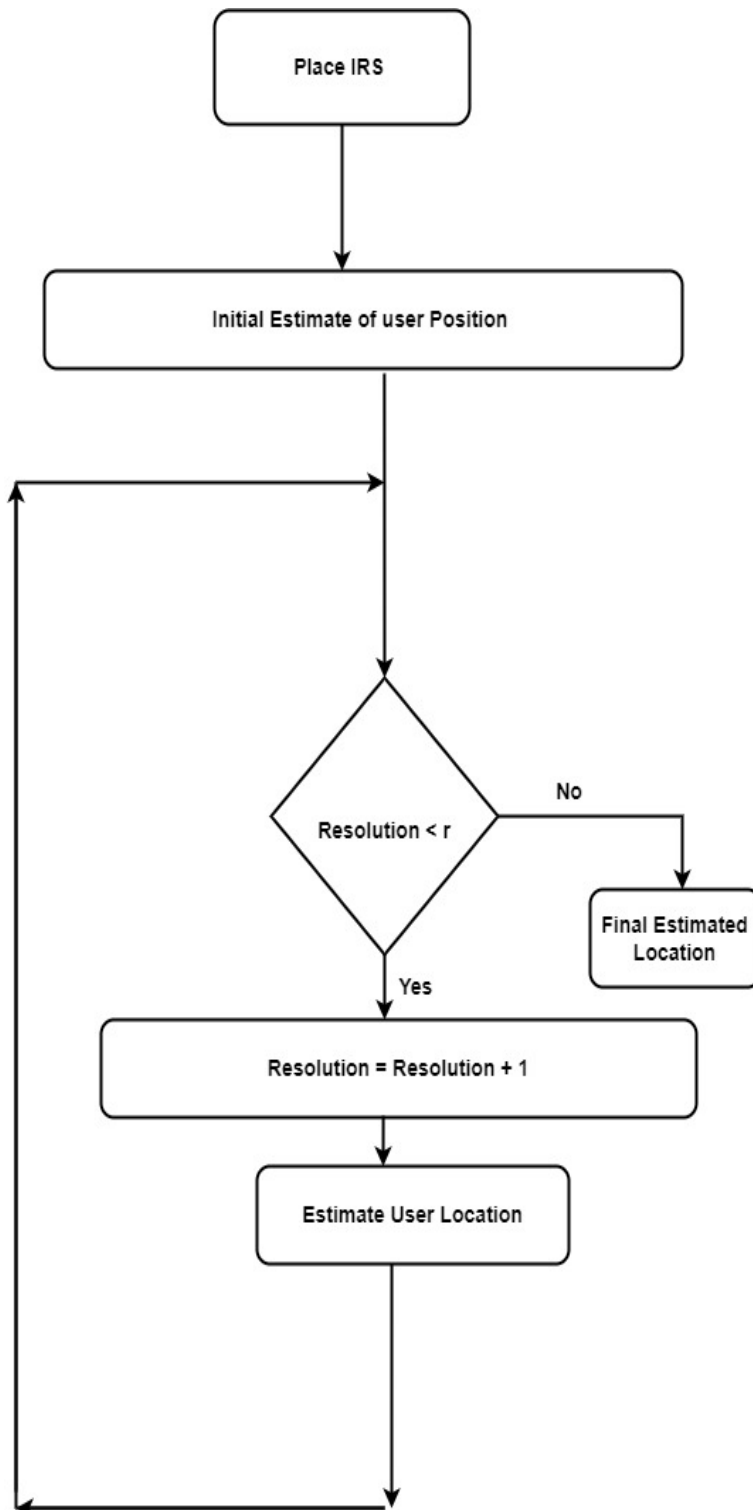 Place IRS
Initial Estimate of user Position
Resolution < r
No
Final Estimated
Location
Yes
Resolution = Resolution + 1
Estimate User Location